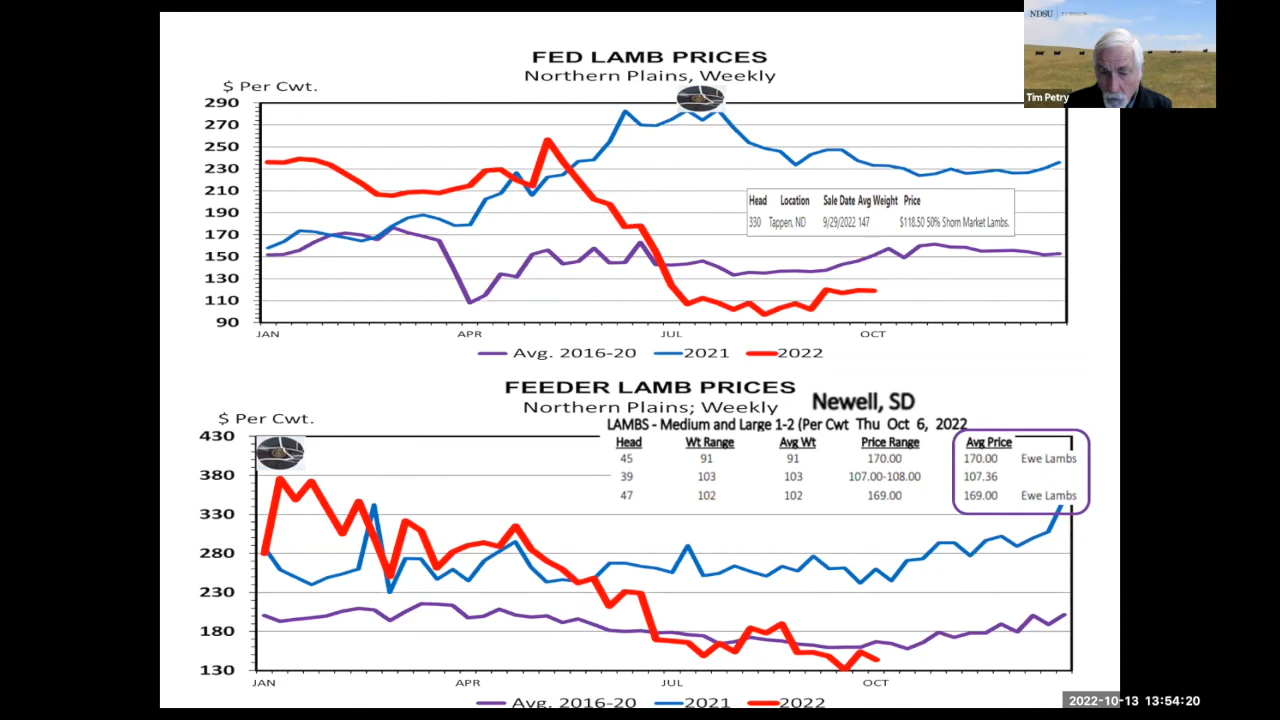 NDSU EXTENSION
Tim Petry
FED LAMB PRICES
Northern Plains, Weekly
$ Per Cwt.
290
270
250
230
210
190
170
150
130
110
90
Head Location Sale Date Avg Weight Price
330 Tappen, ND 9/29/2022 147 $118.50 50% Shorn Market Lambs.
JAN APR JUL OCT
Avg. 2016-20 2021 2022
FEEDER LAMB PRICES
Northern Plains; Weekly
Newell, SD
$ Per Cwt.
LAMBS - Medium and Large 1-2 (Per Cwt Thu Oct 6, 2022
Head Wt Range Avg Wt Price Range Avg Price
45 91 91 170.00 170.00 Ewe Lambs
39 103 103 107.00-108.00 107.36
47 102 102 169.00 169.00 Ewe Lambs
430
380
330
280
230
180
130
JAN APR JUL OCT
Avg. 2016-20 2021 2022
2022-10-13 13:54:20